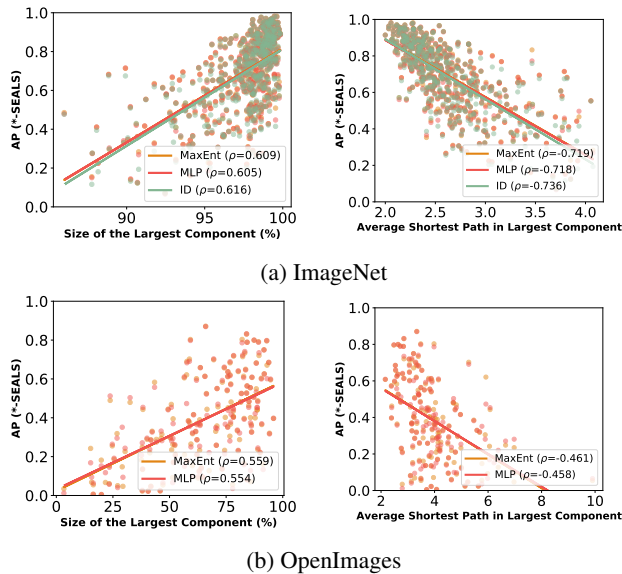 1.0
0.8
0.6
0.4
0.2
0.0
AP (*-SEALS)
MaxEnt (ρ=0.609)
MLP (ρ=0.605)
ID (ρ=0.616)
90 95 100
Size of the Largest Component (%)
1.0
0.8
0.6
0.4
0.2
0.0
AP (*-SEALS)
MaxEnt (ρ=-0.719)
MLP (ρ=-0.718)
ID (ρ=-0.736)
2.0 2.5 3.0 3.5 4.0
Average Shortest Path in Largest Component
(a) ImageNet
1.0
0.8
0.6
0.4
0.2
0.0
AP (*-SEALS)
MaxEnt (ρ=0.559)
MLP (ρ=0.554)
0 25 50 75 100
Size of the Largest Component (%)
1.0
0.8
0.6
0.4
0.2
0.0
AP (*-SEALS)
MaxEnt (ρ=-0.461)
MLP (ρ=-0.458)
2 4 6 8 10
Average Shortest Path in Largest Component
(b) OpenImages